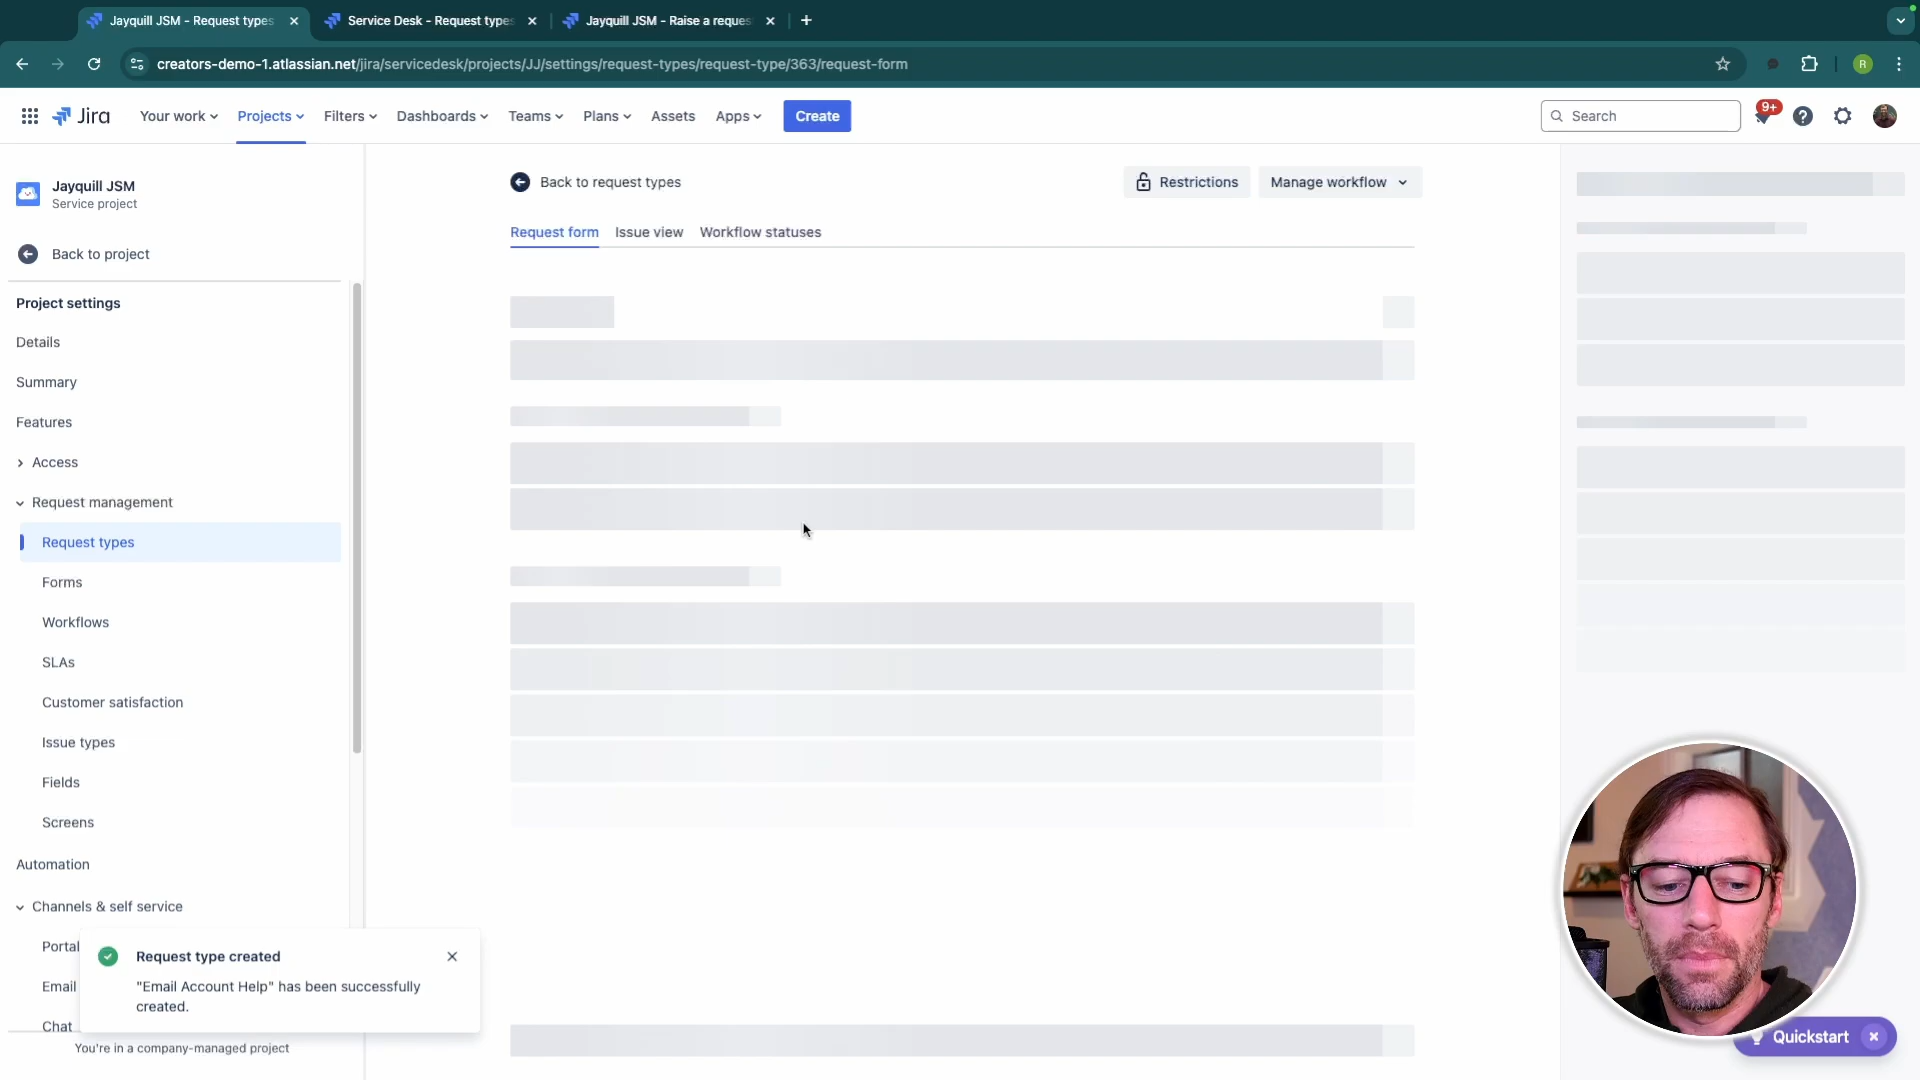 Jayquill JSM - Request types
Service Desk - Request types
Jayquill JSM - Raise a reques
creators-demo-1.atlassian.net/jira/servicedesk/projects/JJ/settings/request-types/request-type/363/request-form
R
Jira
Your work
Projects
Filters
Dashboards
Teams
Plans
Assets
Apps
Create
Search
9+
Jayquill JSM
Service project
Back to project
Project settings
Details
Summary
Features
Access
Request management
Request types
Forms
Workflows
SLAs
Customer satisfaction
Issue types
Fields
Screens
Automation
Channels & self service
Portal
Email
Chat
You're in a company-managed project
Back to request types
Restrictions
Manage workflow
Request form
Issue view
Workflow statuses
Request type created
"Email Account Help" has been successfully
created.
Quickstart